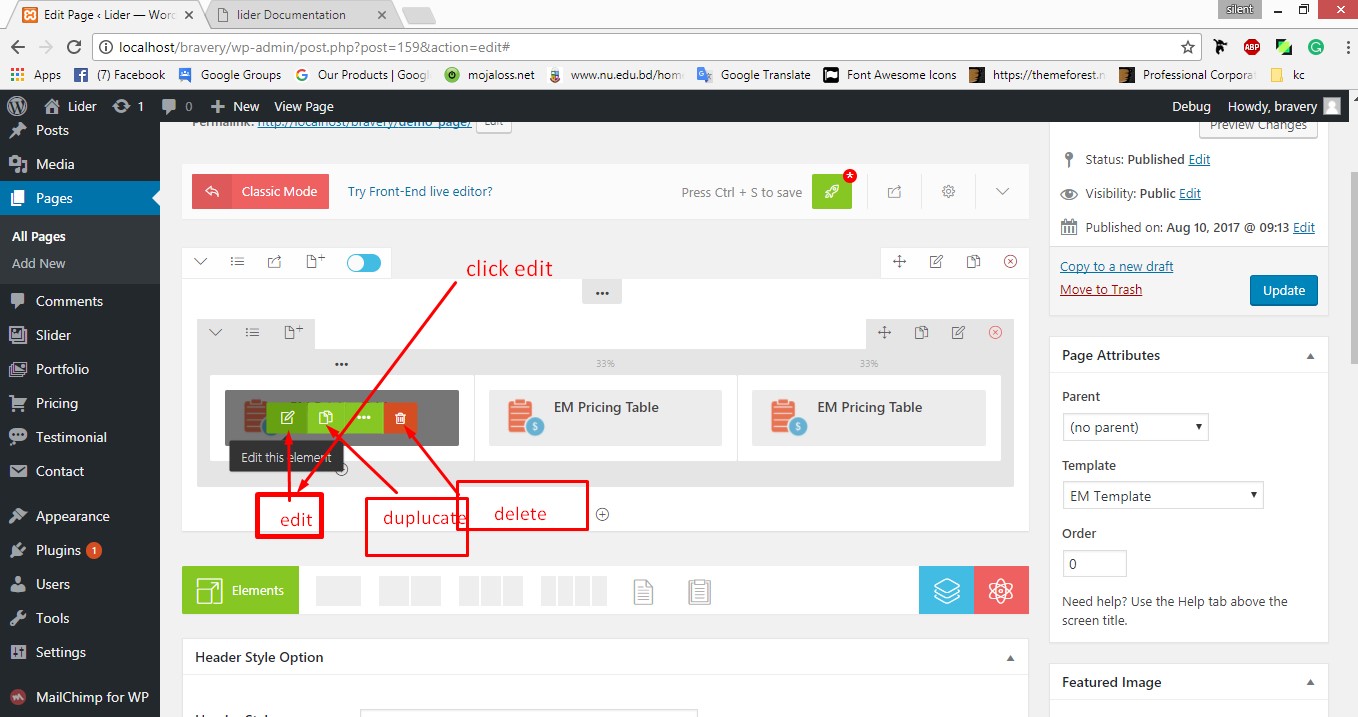 Edit Page ‹ Lider — Word
lider Documentation
silent
localhost/bravery/wp-admin/post.php?post=159&action=edit#
ABP
Apps
(7) Facebook
Google Groups
Our Products | Googl
mojaloss.net
www.nu.edu.bd/hom
Google Translate
Font Awesome Icons
https://themeforest.n
Professional Corpora
kc
Lider
1
0
New
View Page
Debug
Howdy, bravery
Posts
Media
Pages
All Pages
Add New
Comments
Slider
Portfolio
Pricing
Testimonial
Contact
Appearance
Plugins 1
Users
Tools
Settings
MailChimp for WP
Permalink: http://localhost/bravery/demo_page/ Edit
Classic Mode
Try Front-End live editor?
Press Ctrl + S to save
click edit
33%
33%
EM Pricing Table
EM Pricing Table
Edit this element
edit
duplucate
delete
Elements
Header Style Option
Preview Changes
Status: Published Edit
Visibility: Public Edit
Published on: Aug 10, 2017 @ 09:13 Edit
Copy to a new draft
Move to Trash
Update
Page Attributes
Parent
(no parent)
Template
EM Template
Order
0
Need help? Use the Help tab above the
screen title.
Featured Image